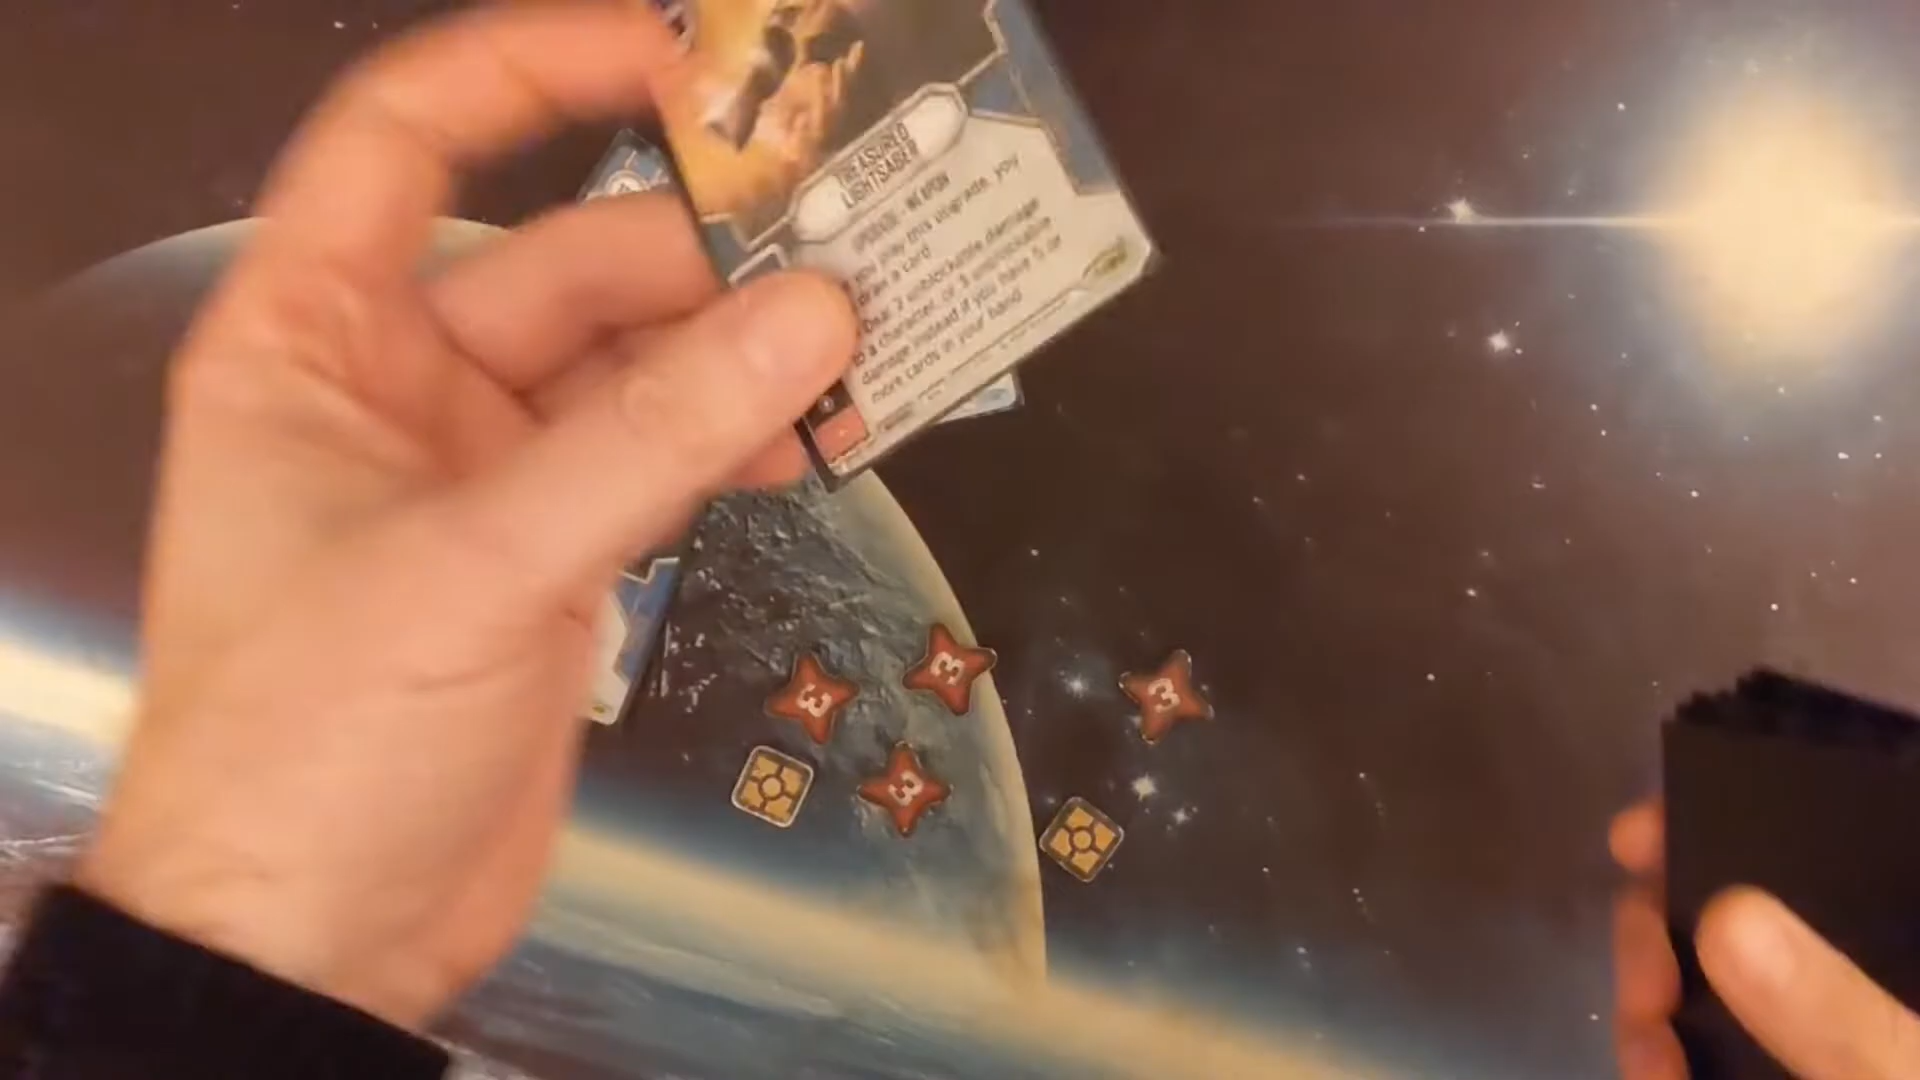 TREASURED
LIGHTSABER
UPGRADE - WEAPON
you play this upgrade, you
draw a card
Deal 2 unblockable damage
to a character, or 3 unblockable
damage instead if you have 5 or
more cards in your hand
3
3
3
3